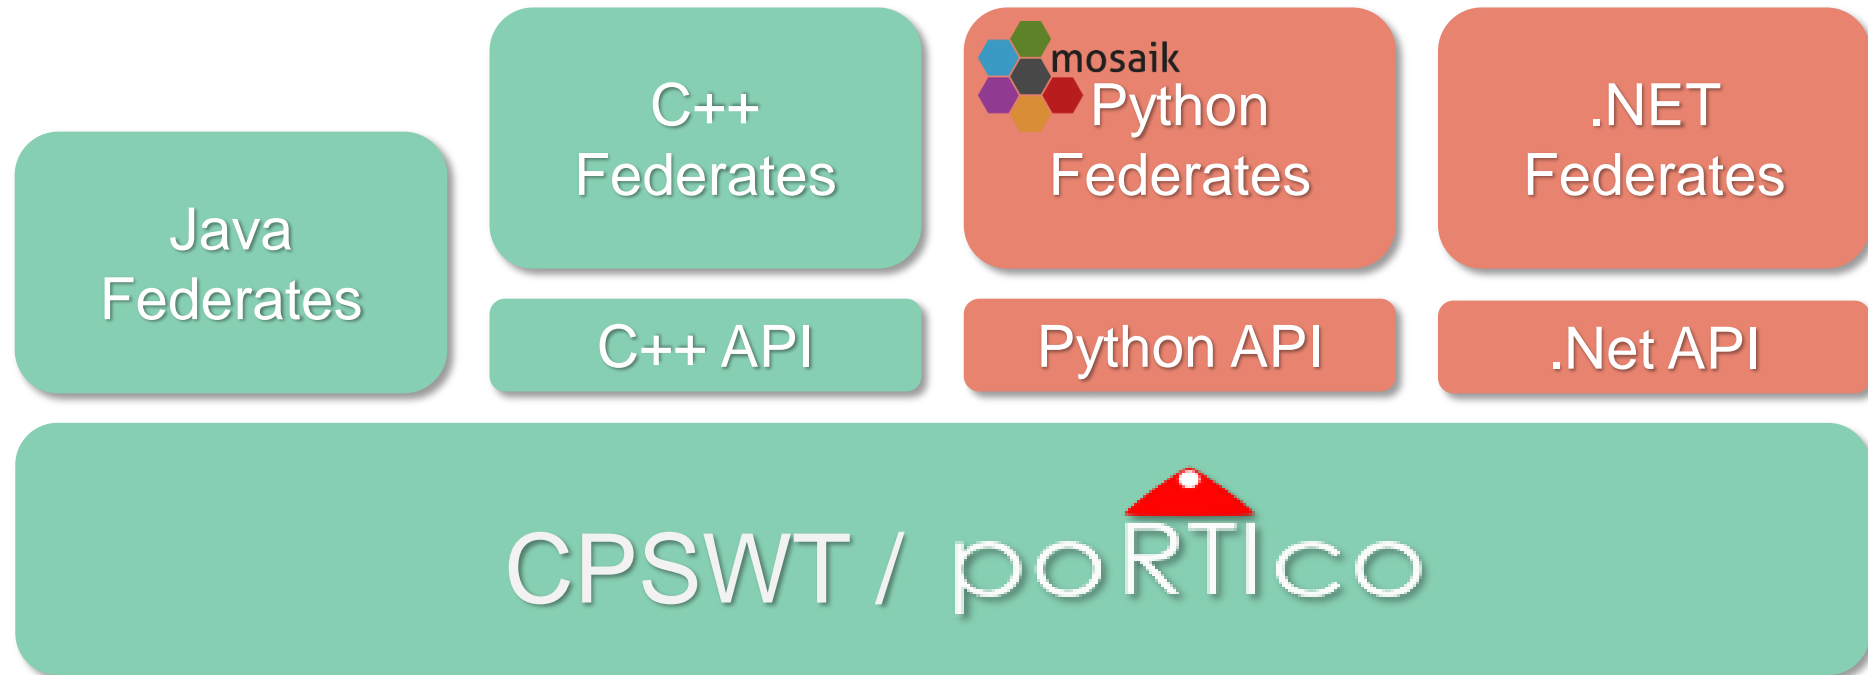 Java
Federates
C++
Federates
C++ API
mosaik
Python
Federates
Python API
.NET
Federates
.Net API
CPSWT / poRTIco